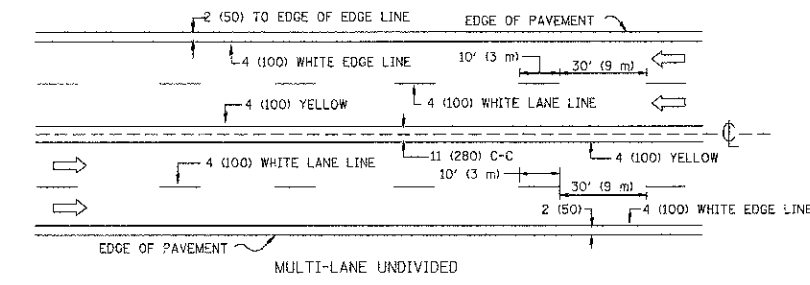 2 (50) TO EDGE OF EDGE LINE
EDGE OF PAVEMENT
4 (100) WHITE EDGE LINE
10' (3 m)
30' (9 m)
4 (100) YELLOW
4 (100) WHITE LANE LINE
℄
4 (100) WHITE LANE LINE
11 (280) C-C
4 (100) YELLOW
10' (3 m)
30' (9 m)
2 (50)
4 (100) WHITE EDGE LINE
EDGE OF PAVEMENT
MULTI-LANE UNDIVIDED